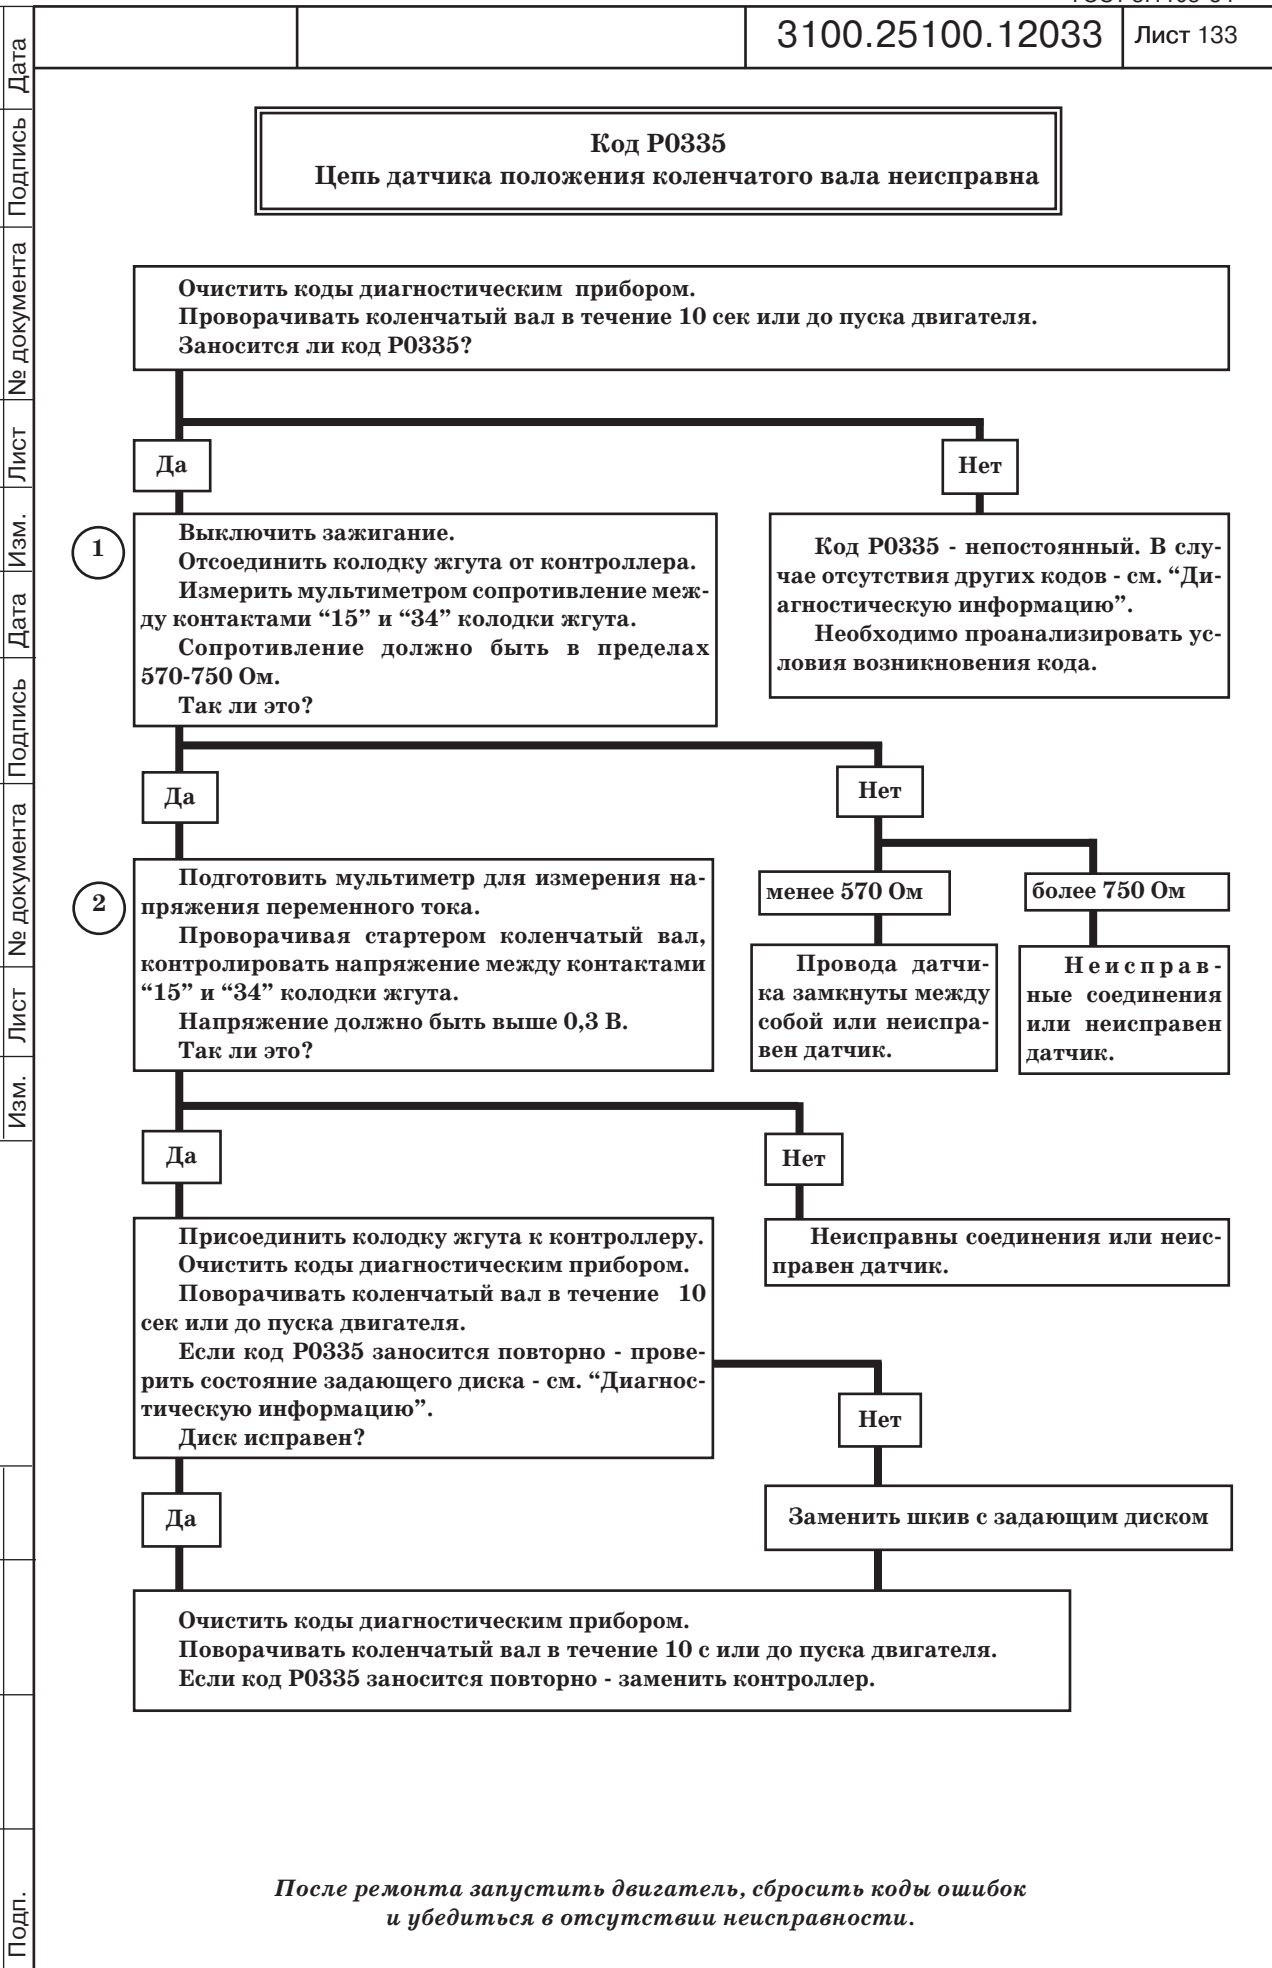 3100.25100.12033
Лист 133
Дата
Подпись
№ документа
Лист
Изм.
Дата
Подпись
№ документа
Лист
Изм.
Подп.
Код Р0335
Цепь датчика положения коленчатого вала неисправна
Очистить коды диагностическим прибором.
Проворачивать коленчатый вал в течение 10 сек или до пуска двигателя.
Заносится ли код Р0335?
Да
Нет
1
Выключить зажигание.
Отсоединить колодку жгута от контроллера.
Измерить мультиметром сопротивление меж-
ду контактами “15” и “34” колодки жгута.
Сопротивление должно быть в пределах
570-750 Ом.
Так ли это?
Код Р0335 - непостоянный. В слу-
чае отсутствия других кодов - см. “Ди-
агностическую информацию”.
Необходимо проанализировать ус-
ловия возникновения кода.
Да
Нет
2
Подготовить мультиметр для измерения на-
пряжения переменного тока.
Проворачивая стартером коленчатый вал,
контролировать напряжение между контактами
“15” и “34” колодки жгута.
Напряжение должно быть выше 0,3 В.
Так ли это?
менее 570 Ом
более 750 Ом
Провода датчи-
ка замкнуты между
собой или неиспра-
вен датчик.
Неисправ-
ные соединения
или неисправен
датчик.
Да
Нет
Присоединить колодку жгута к контроллеру.
Очистить коды диагностическим прибором.
Поворачивать коленчатый вал в течение 10
сек или до пуска двигателя.
Если код Р0335 заносится повторно - прове-
рить состояние задающего диска - см. “Диагнос-
тическую информацию”.
Диск исправен?
Неисправны соединения или неис-
правен датчик.
Нет
Да
Заменить шкив с задающим диском
Очистить коды диагностическим прибором.
Поворачивать коленчатый вал в течение 10 с или до пуска двигателя.
Если код Р0335 заносится повторно - заменить контроллер.
После ремонта запустить двигатель, сбросить коды ошибок
и убедиться в отсутствии неисправности.